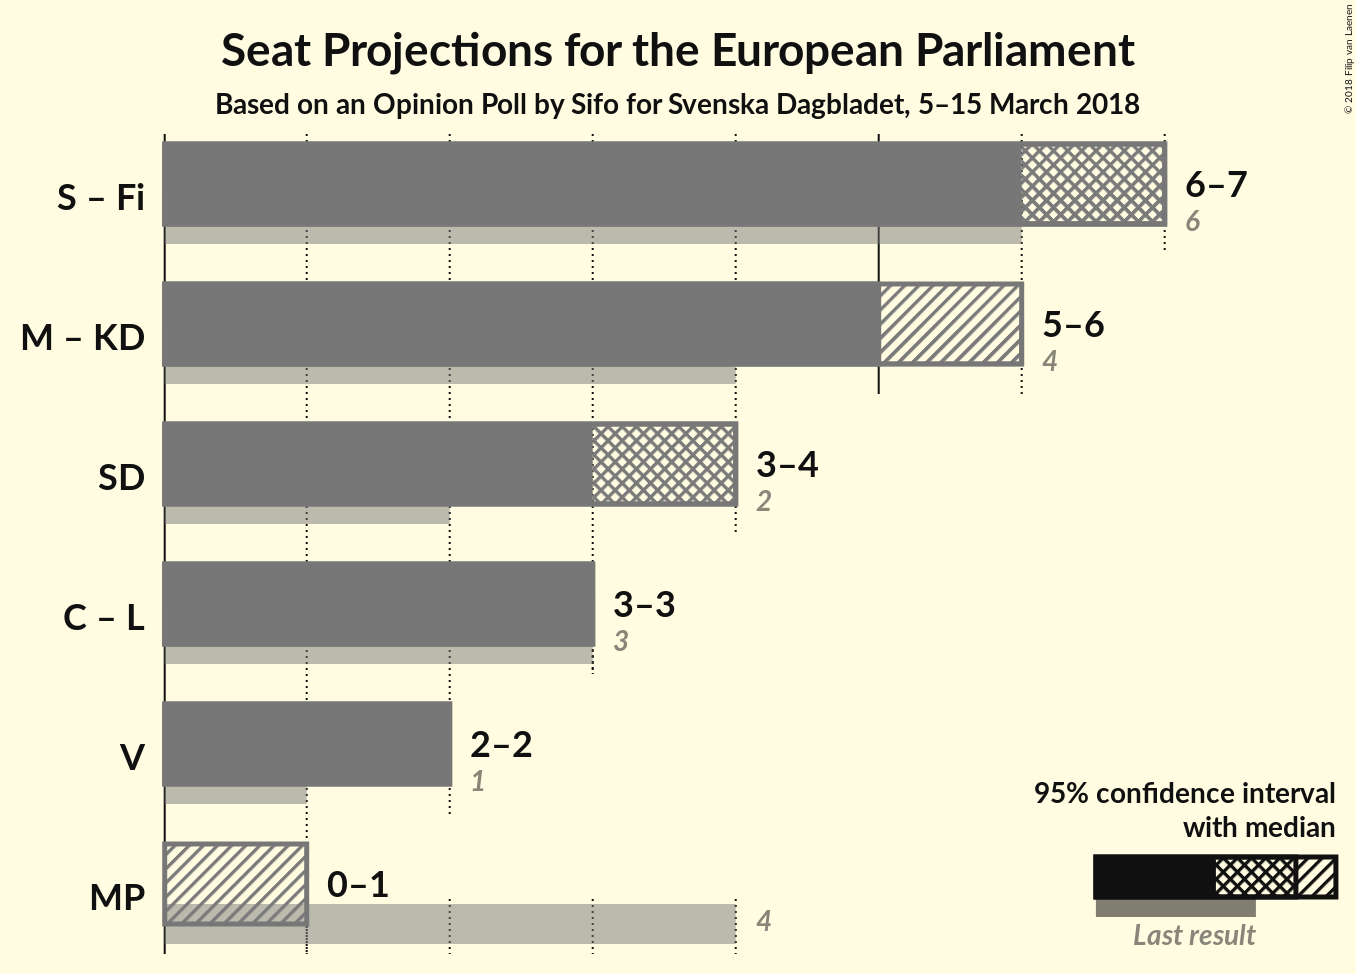 Seat Projections for the European Parliament
Based on an Opinion Poll by Sifo for Svenska Dagbladet, 5–15 March 2018
© 2018 Filip van Laenen
S – Fi
6–7
6
M – KD
5–6
4
SD
3–4
2
C – L
3–3
3
V
2–2
1
MP
0–1
4
95% confidence interval
with median
Last result